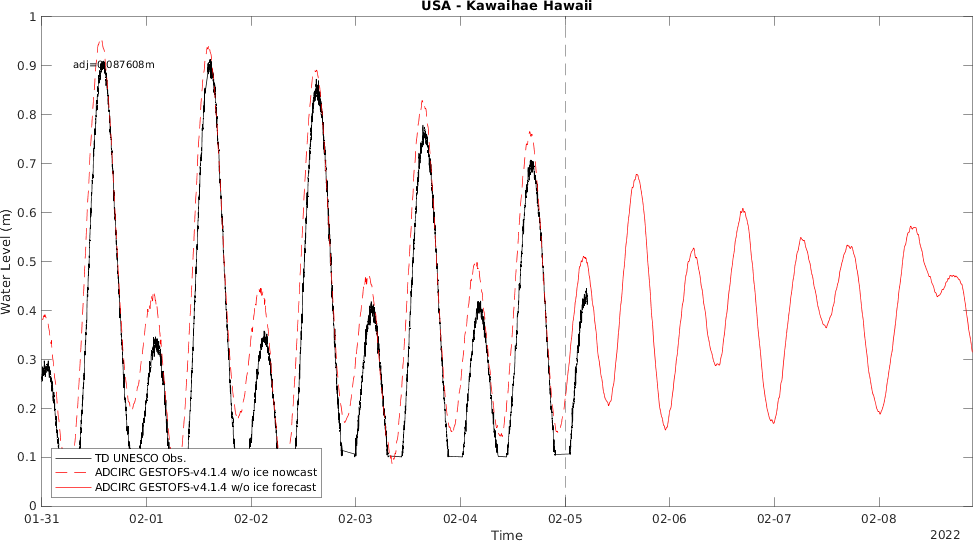 USA - Kawaihae Hawaii
1
0.9
0.8
0.7
0.6
0.5
0.4
0.3
0.2
0.1
0
Water Level (m)
adj=0.087608m
TD UNESCO Obs.
ADCIRC GESTOFS-v4.1.4 w/o ice nowcast
ADCIRC GESTOFS-v4.1.4 w/o ice forecast
01-31 02-01 02-02 02-03 02-04 02-05 02-06 02-07 02-08
Time
2022